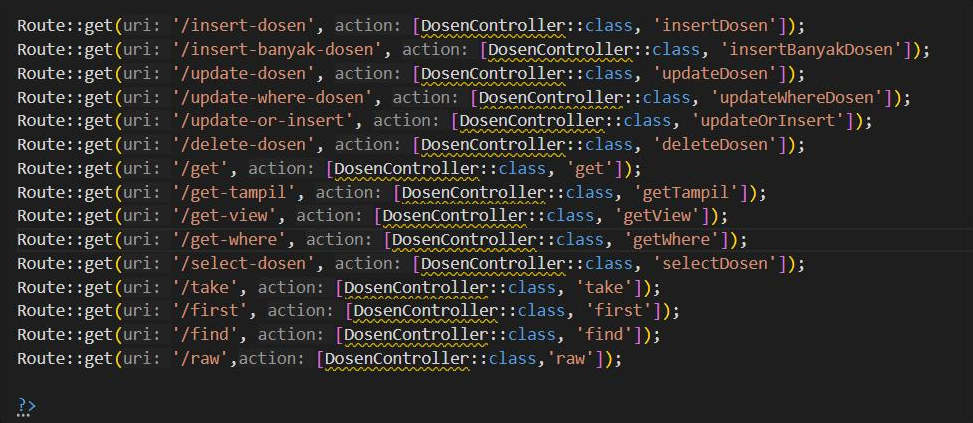 Route::get(uri: '/insert-dosen', action: [DosenController::class, 'insertDosen']);
Route::get(uri: '/insert-banyak-dosen', action: [DosenController::class, 'insertBanyakDosen']);
Route::get(uri: '/update-dosen', action: [DosenController::class, 'updateDosen']);
Route::get(uri: '/update-where-dosen', action: [DosenController::class, 'updateWhereDosen']);
Route::get(uri: '/update-or-insert', action: [DosenController::class, 'updateOrInsert']);
Route::get(uri: '/delete-dosen', action: [DosenController::class, 'deleteDosen']);
Route::get(uri: '/get', action: [DosenController::class, 'get']);
Route::get(uri: '/get-tampil', action: [DosenController::class, 'getTampil']);
Route::get(uri: '/get-view', action: [DosenController::class, 'getView']);
Route::get(uri: '/get-where', action: [DosenController::class, 'getWhere']);
Route::get(uri: '/select-dosen', action: [DosenController::class, 'selectDosen']);
Route::get(uri: '/take', action: [DosenController::class, 'take']);
Route::get(uri: '/first', action: [DosenController::class, 'first']);
Route::get(uri: '/find', action: [DosenController::class, 'find']);
Route::get(uri: '/raw',action: [DosenController::class,'raw']);
?>